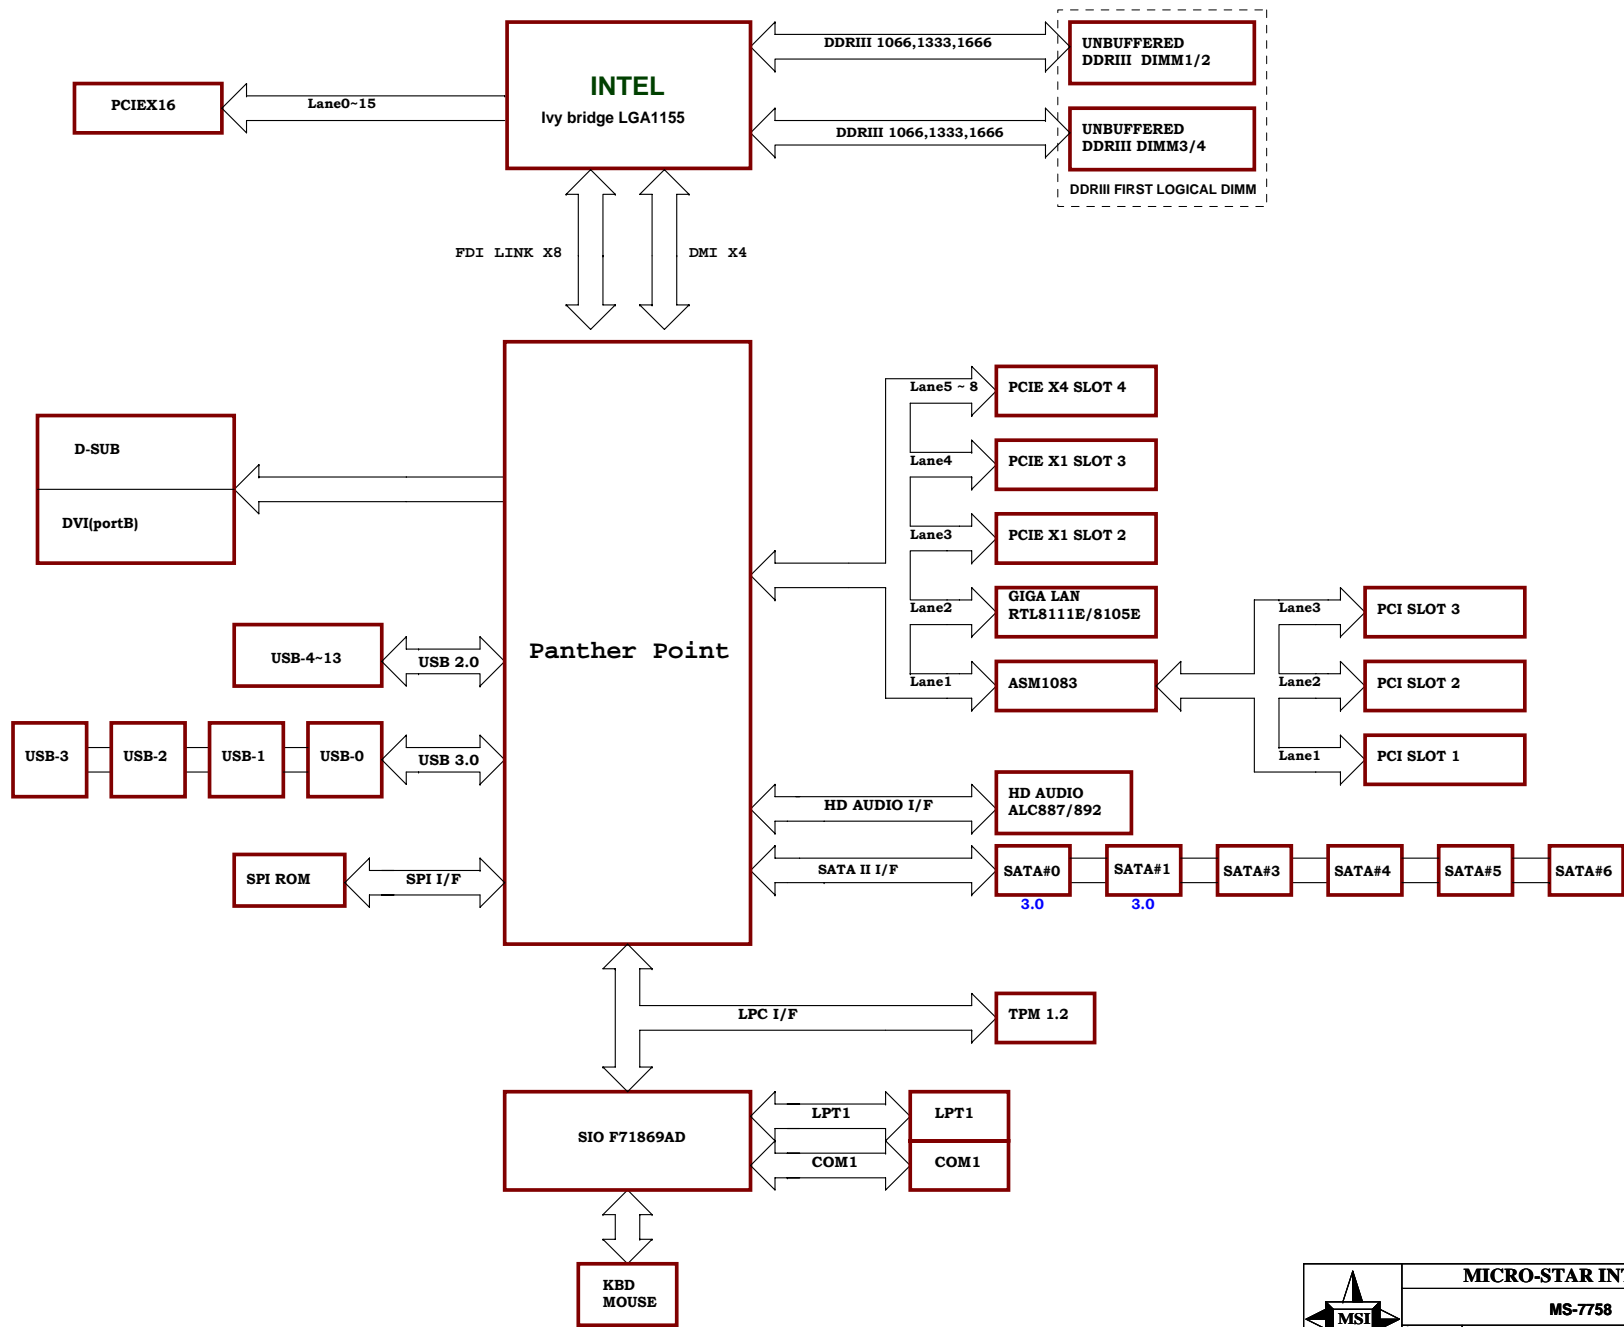 DDRIII 1066,1333,1666
UNBUFFERED
DDRIII DIMM1/2
INTEL
Ivy bridge LGA1155
PCIEX16
Lane0~15
DDRIII 1066,1333,1666
UNBUFFERED
DDRIII DIMM3/4
DDRIII FIRST LOGICAL DIMM
FDI LINK X8
DMI X4
Lane5 ~ 8
PCIE X4 SLOT 4
D-SUB
Lane4
PCIE X1 SLOT 3
DVI(portB)
Lane3
PCIE X1 SLOT 2
Lane2
GIGA LAN
RTL8111E/8105E
Lane3
PCI SLOT 3
Panther Point
USB-4~13
USB 2.0
Lane1
ASM1083
Lane2
PCI SLOT 2
USB-3
USB-2
USB-1
USB-0
USB 3.0
Lane1
PCI SLOT 1
HD AUDIO I/F
HD AUDIO
ALC887/892
SPI ROM
SPI I/F
SATA II I/F
SATA#0
SATA#1
SATA#3
SATA#4
SATA#5
SATA#6
3.0
3.0
LPC I/F
TPM 1.2
SIO F71869AD
LPT1
LPT1
COM1
COM1
KBD
MOUSE
MSI
MICRO-STAR INT
MS-7758